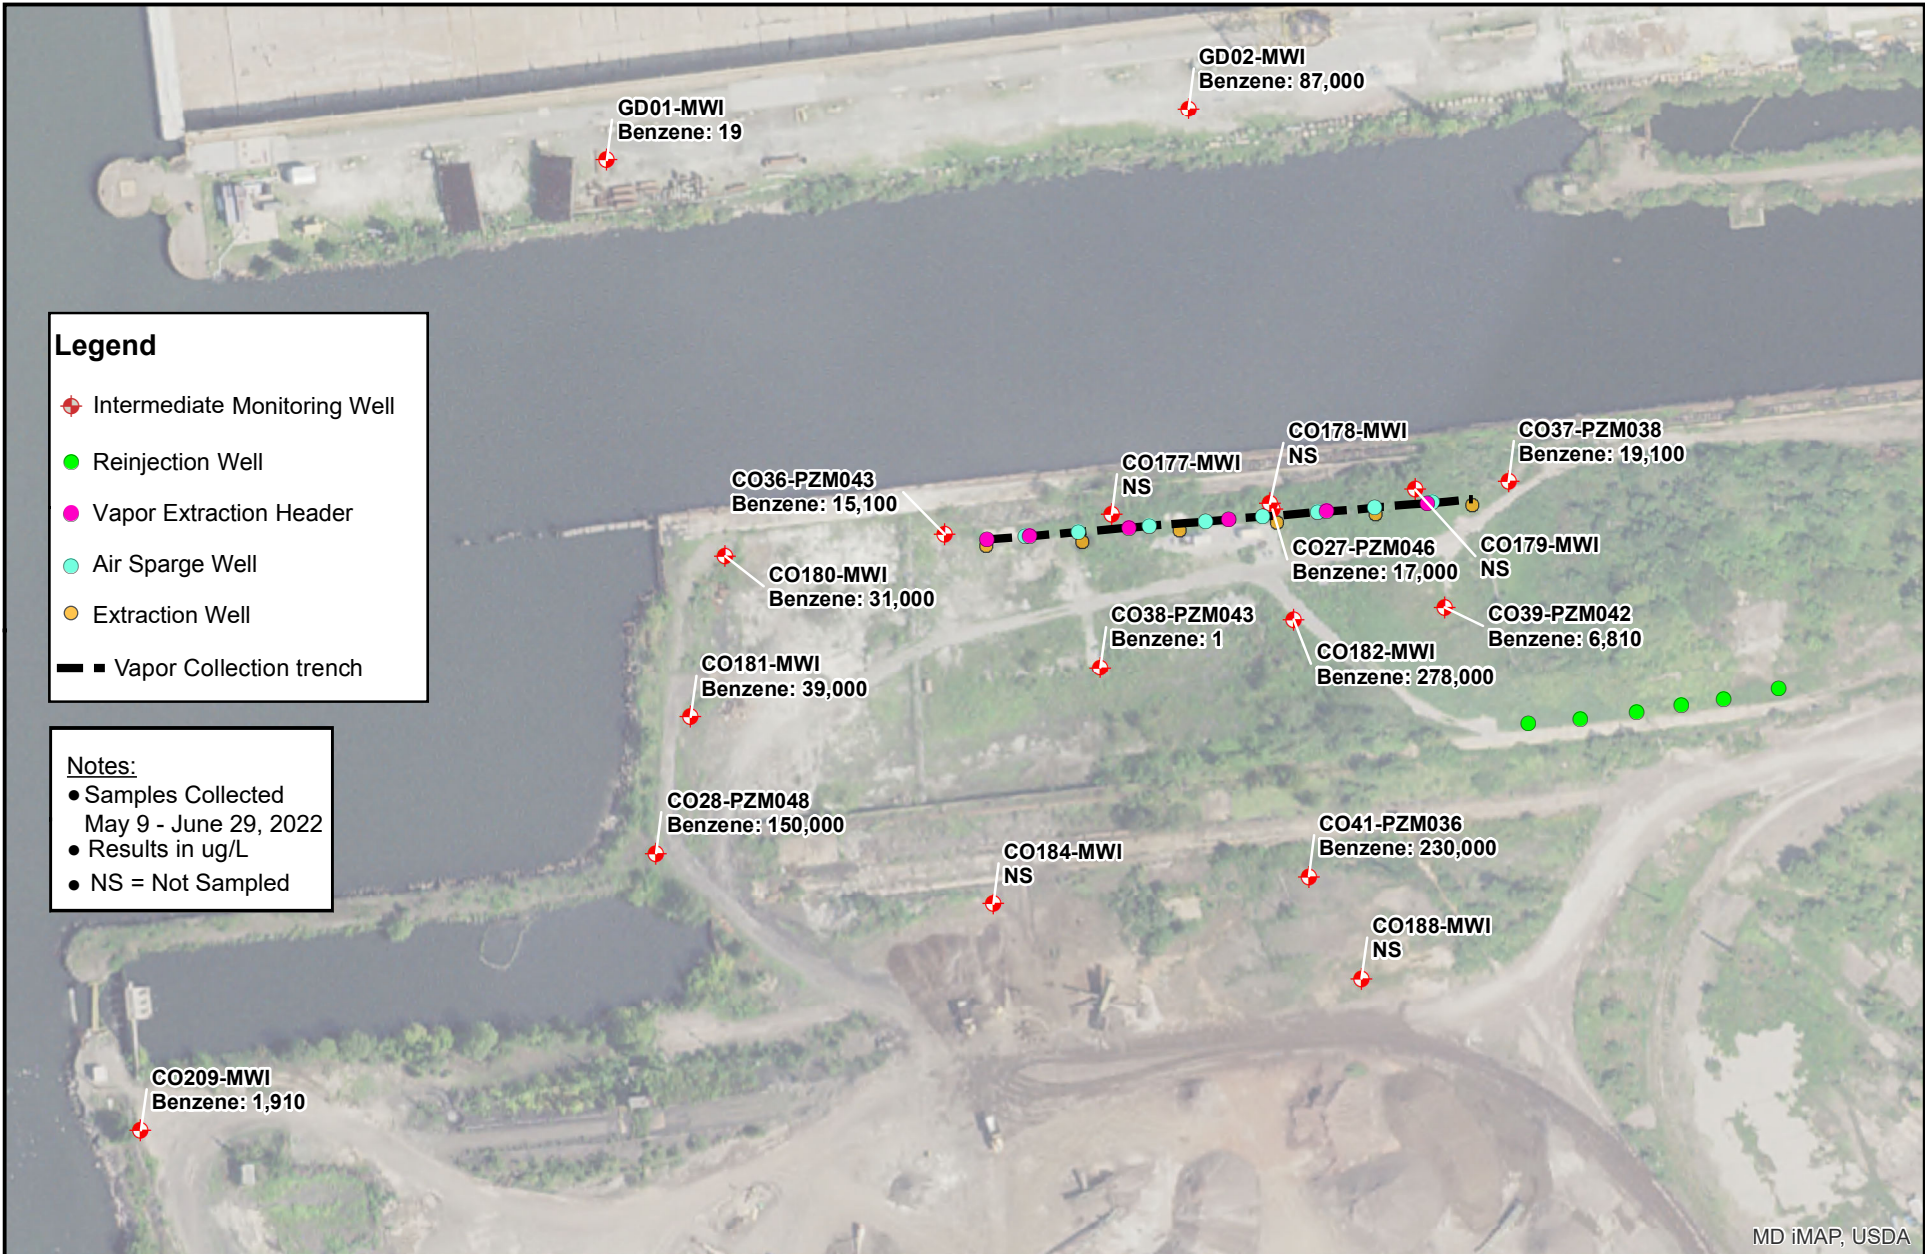 GD02-MWI
Benzene: 87,000
GD01-MWI
Benzene: 19
Legend
Intermediate Monitoring Well
Reinjection Well
Vapor Extraction Header
Air Sparge Well
Extraction Well
Vapor Collection trench
Notes:
● Samples Collected
May 9 - June 29, 2022
● Results in ug/L
● NS = Not Sampled
CO178-MWI
NS
CO37-PZM038
Benzene: 19,100
CO177-MWI
NS
CO36-PZM043
Benzene: 15,100
CO27-PZM046
Benzene: 17,000
CO179-MWI
NS
CO180-MWI
Benzene: 31,000
CO38-PZM043
Benzene: 1
CO39-PZM042
Benzene: 6,810
CO182-MWI
Benzene: 278,000
CO181-MWI
Benzene: 39,000
CO28-PZM048
Benzene: 150,000
CO41-PZM036
Benzene: 230,000
CO184-MWI
NS
CO188-MWI
NS
CO209-MWI
Benzene: 1,910
MD iMAP, USDA